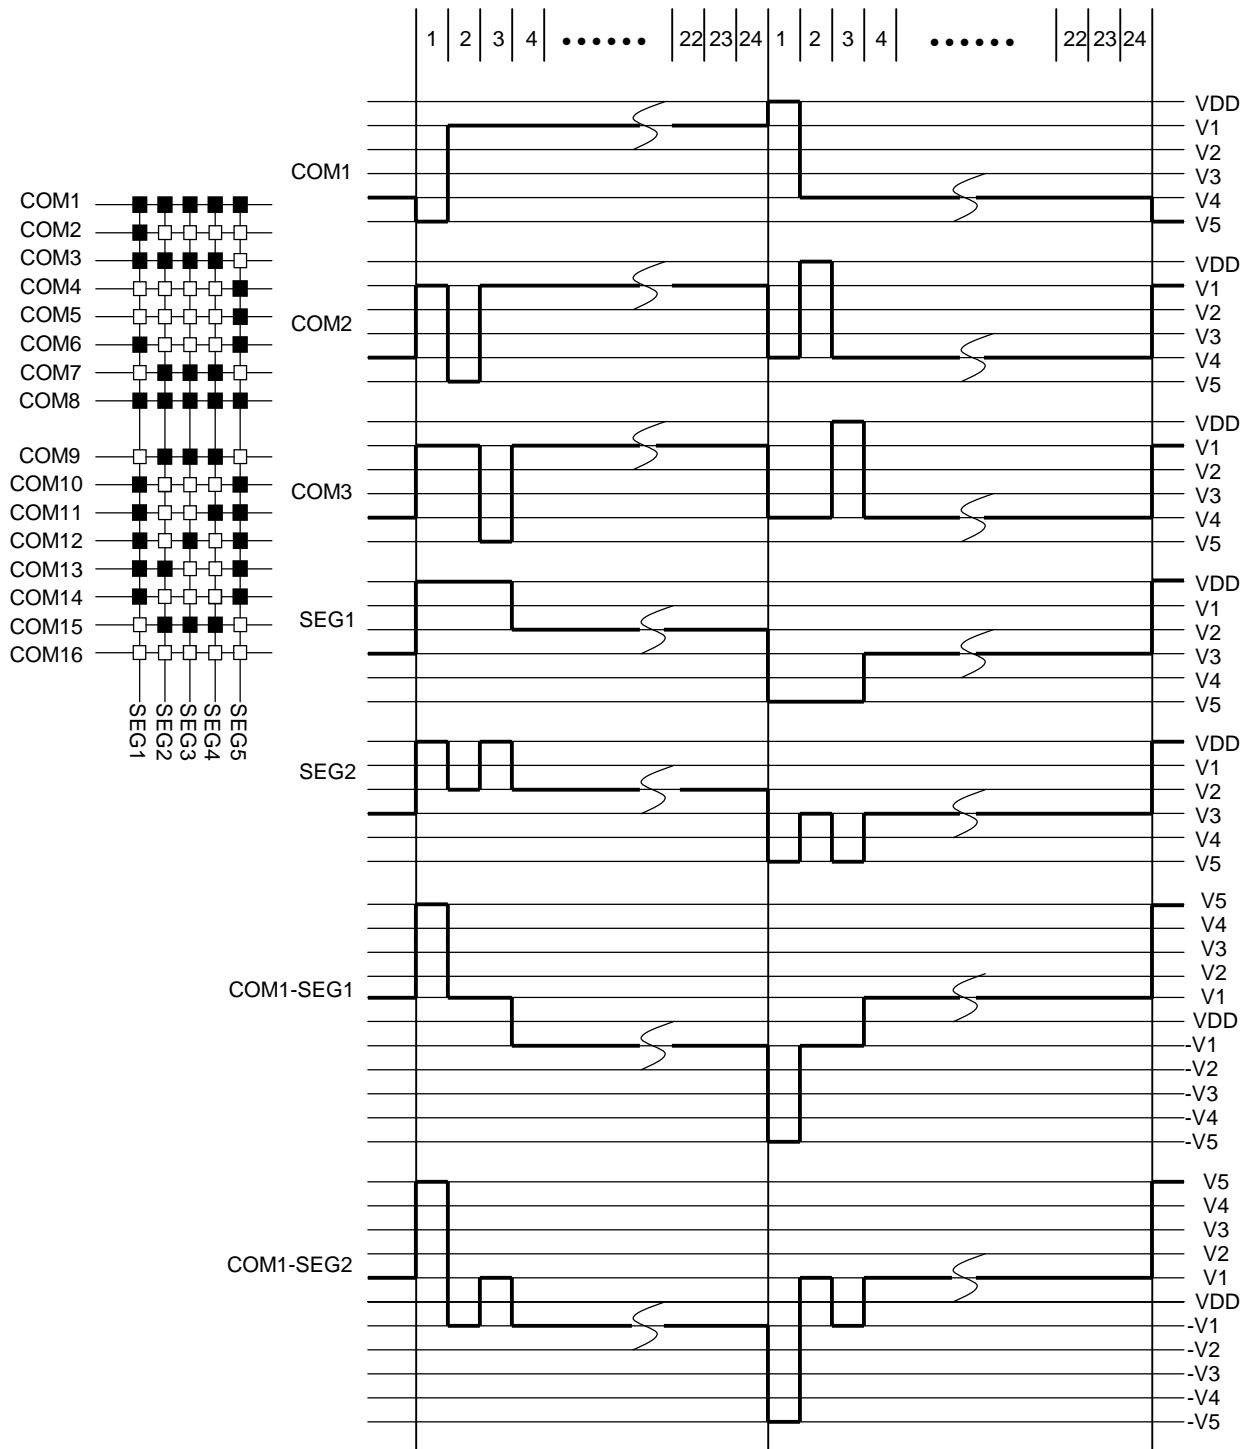 1 2 3 4 •••••• 22 23 24 1 2 3 4 •••••• 22 23 24
COM1
COM2
COM3
COM4
COM5
COM6
COM7
COM8
COM9
COM10
COM11
COM12
COM13
COM14
COM15
COM16
SEG1
SEG2
SEG3
SEG4
SEG5
COM1
VDD
V1
V2
V3
V4
V5
COM2
VDD
V1
V2
V3
V4
V5
COM3
VDD
V1
V2
V3
V4
V5
SEG1
VDD
V1
V2
V3
V4
V5
SEG2
VDD
V1
V2
V3
V4
V5
COM1-SEG1
V5
V4
V3
V2
V1
VDD
-V1
-V2
-V3
-V4
-V5
COM1-SEG2
V5
V4
V3
V2
V1
VDD
-V1
-V2
-V3
-V4
-V5